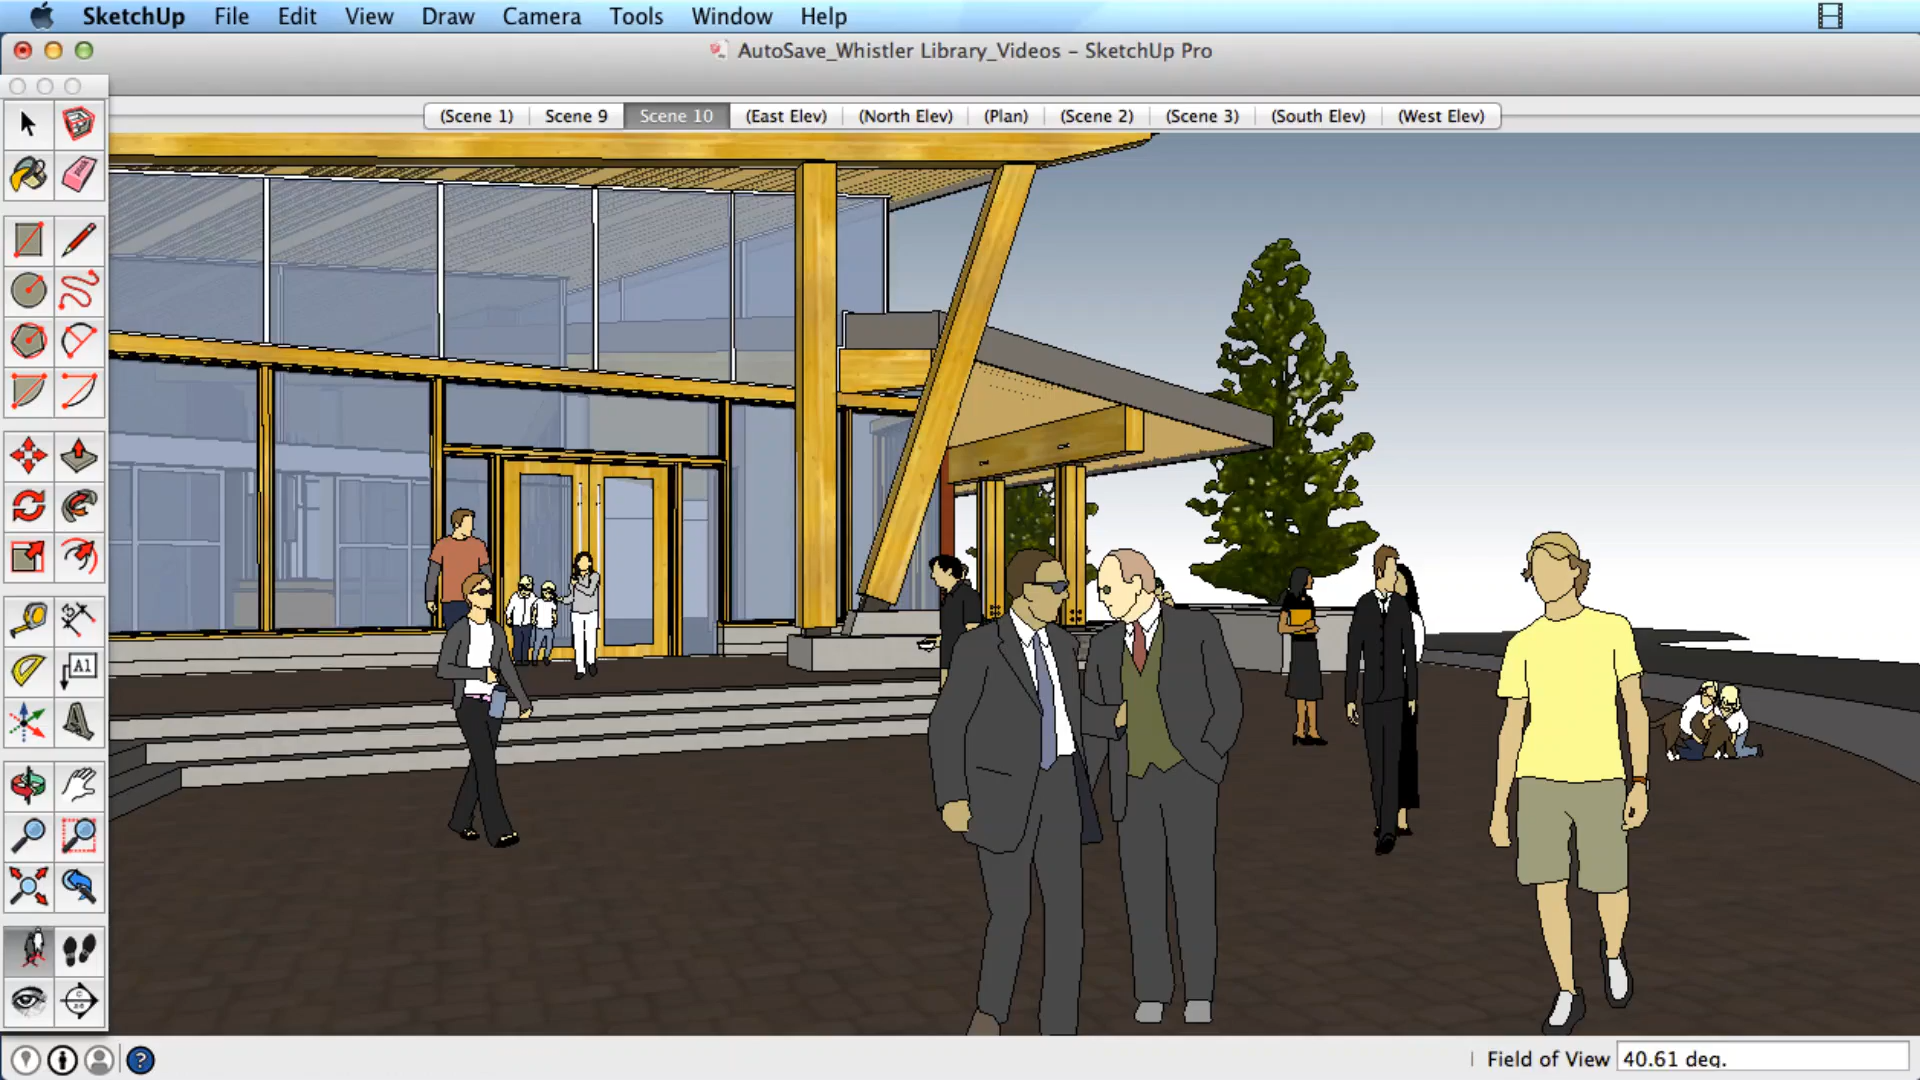 SketchUp File Edit View Draw Camera Tools Window Help
AutoSave_Whistler Library_Videos – SketchUp Pro
(Scene 1) Scene 9 Scene 10 (East Elev) (North Elev) (Plan) (Scene 2) (Scene 3) (South Elev) (West Elev)
A1
A
?
Field of View 40.61 deg.